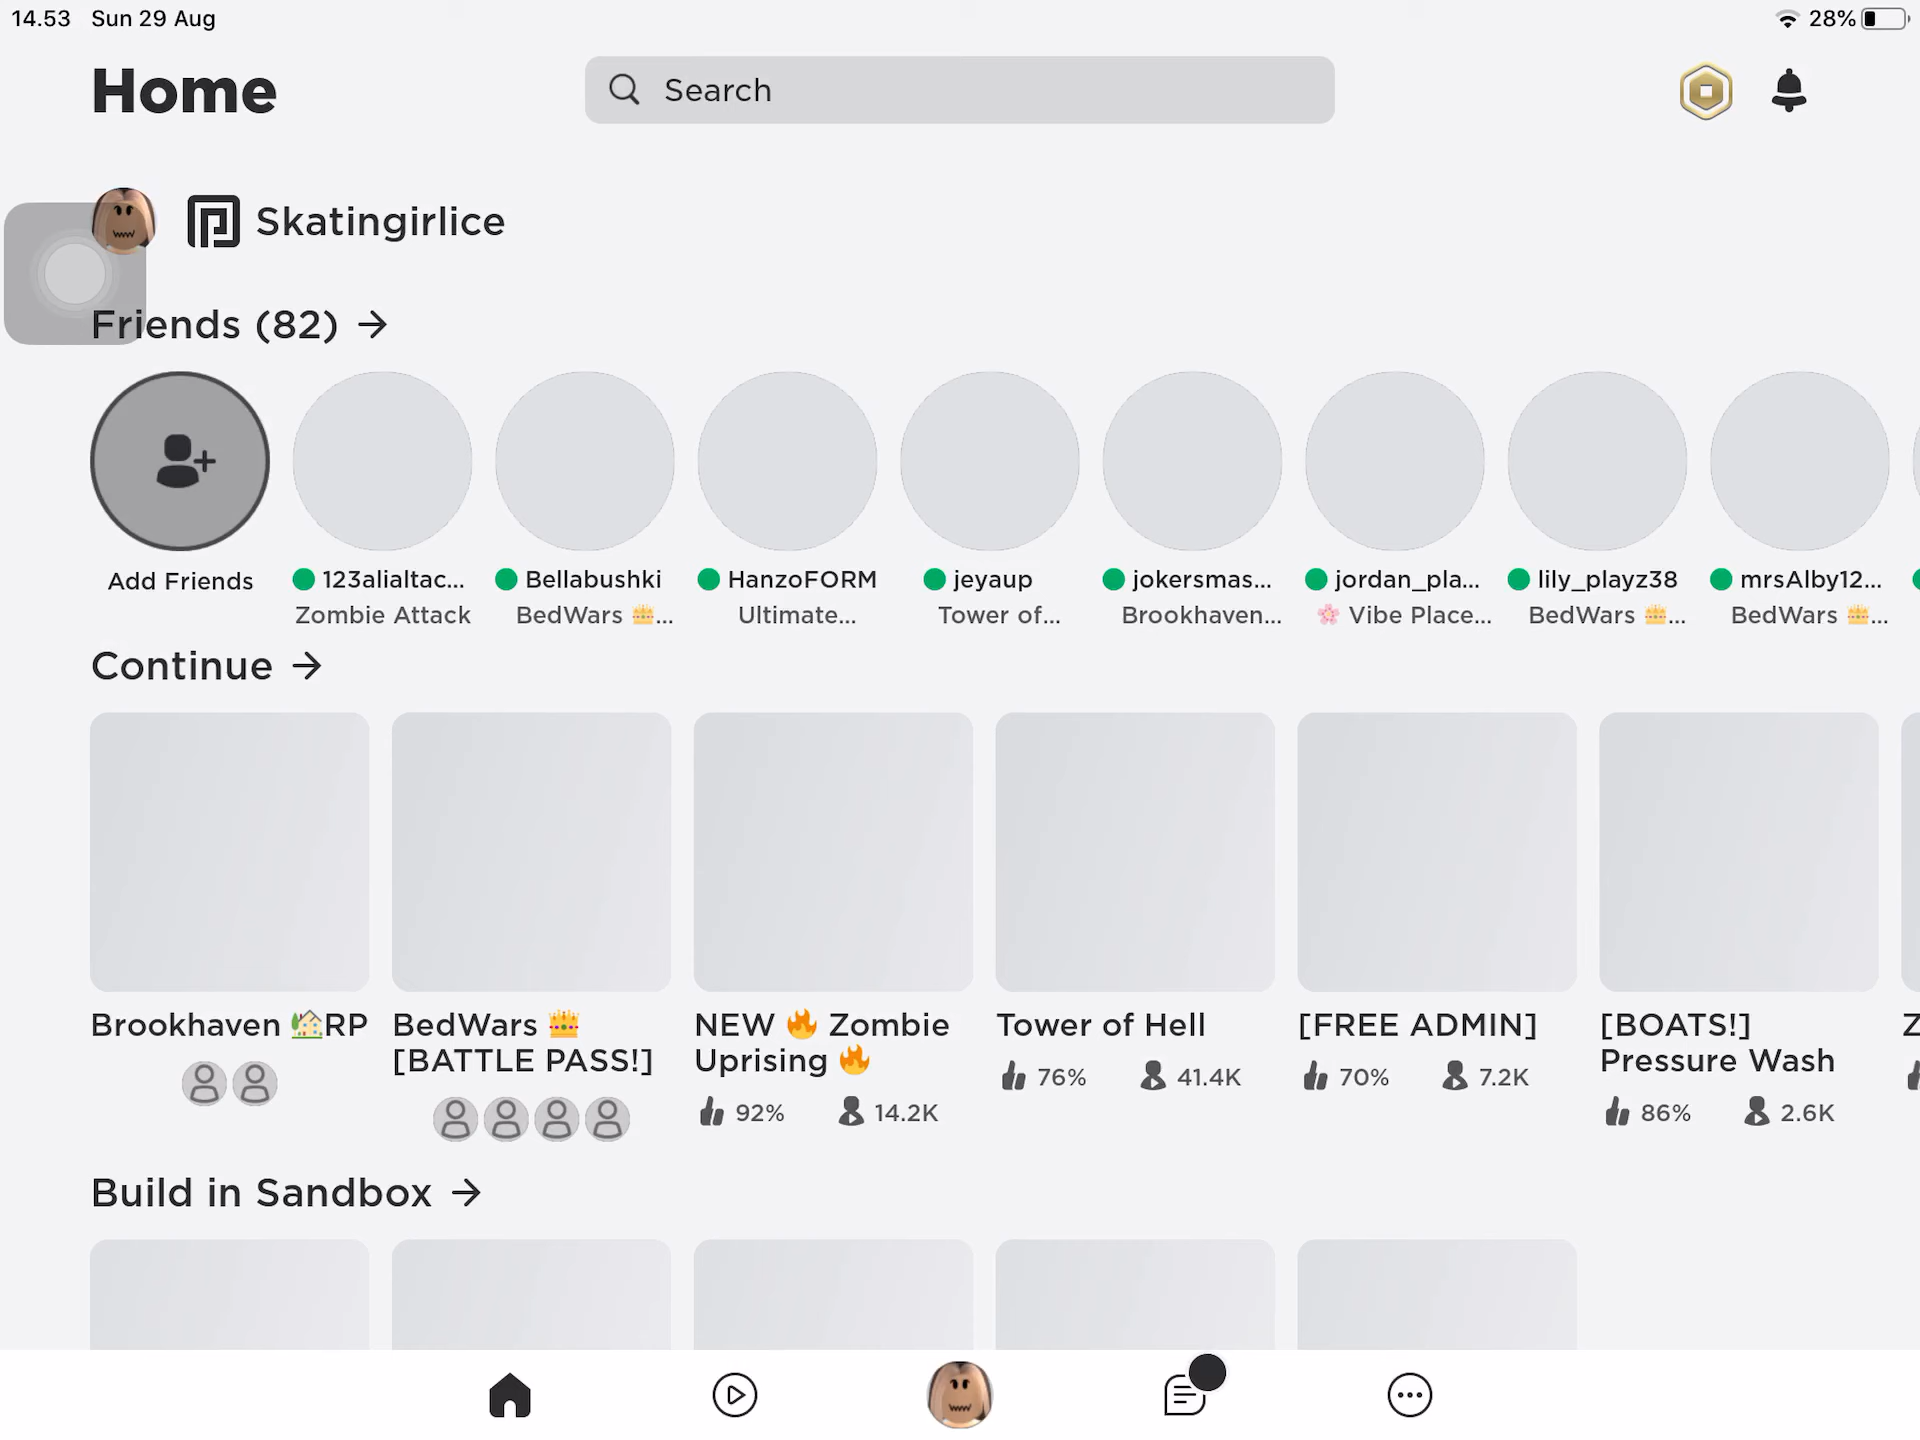 14.53 Sun 29 Aug 28%
Home
Search
Skatingirlice
Friends (82) →
Add Friends
123alialtac...
Zombie Attack
Bellabushki
BedWars 👑...
HanzoFORM
Ultimate...
jeyaup
Tower of...
jokersmas...
Brookhaven...
jordan_pla...
🌸 Vibe Place...
lily_playz38
BedWars 👑...
mrsAlby12...
BedWars 👑...
Continue →
Brookhaven 🏡RP
BedWars 👑
[BATTLE PASS!]
NEW 🔥 Zombie
Uprising 🔥
92% 14.2K
Tower of Hell
76% 41.4K
[FREE ADMIN]
70% 7.2K
[BOATS!]
Pressure Wash
86% 2.6K
Z
Build in Sandbox →